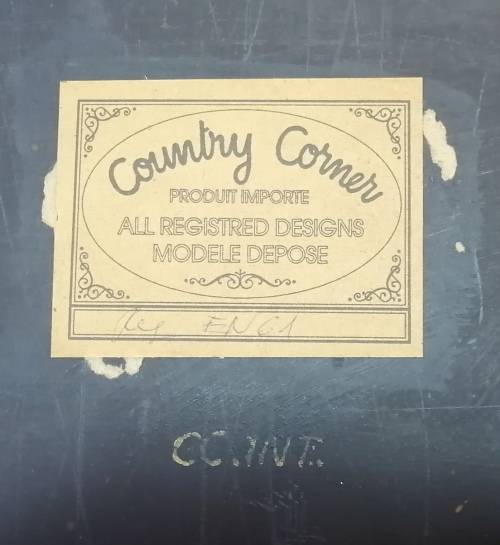 Country Corner
PRODUIT IMPORTE
ALL REGISTRED DESIGNS
MODELE DEPOSE
CC.INT.